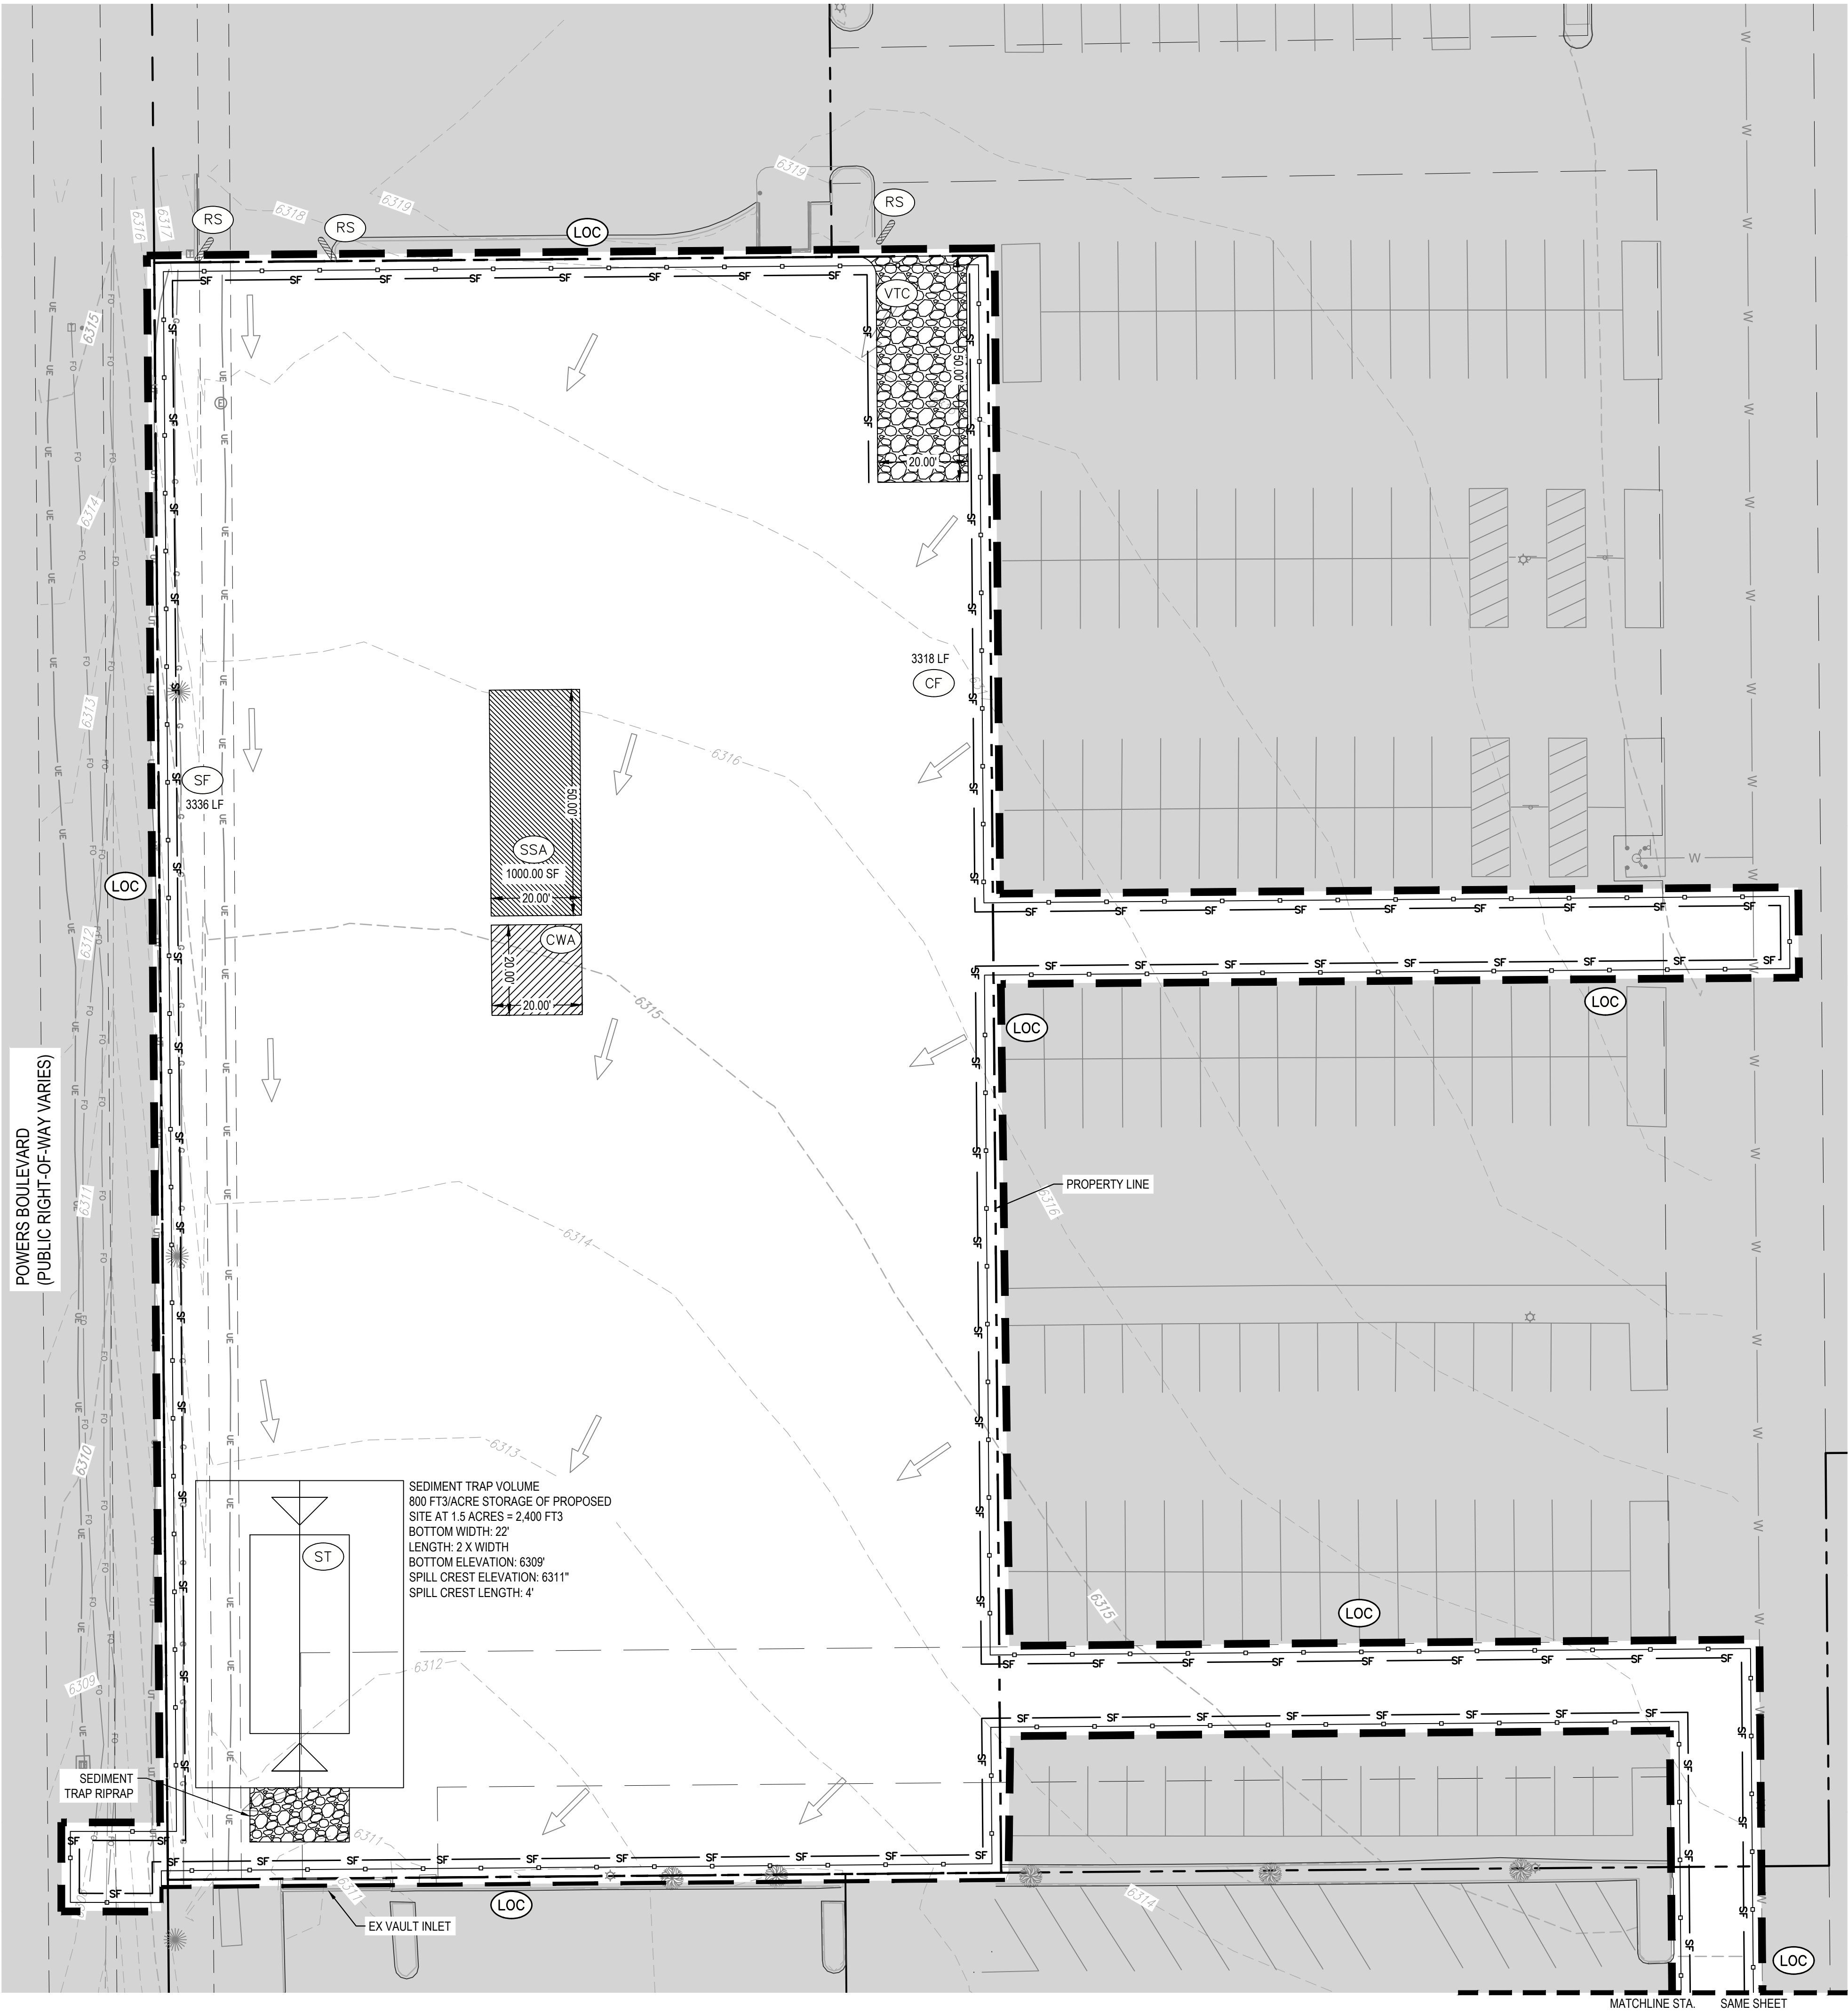 6319
6319
6318
6317
6316
RS
RS
RS
LOC
VTC
50.00'
20.00'
6315
6314
6313
6312
6311
6310
6309
3318 LF
CF
6316
SF
3336 LF
50.00'
SSA
1000.00 SF
20.00'
CWA
20.00'
20.00'
LOC
6315
LOC
LOC
POWERS BOULEVARD
(PUBLIC RIGHT-OF-WAY VARIES)
PROPERTY LINE
6316
6314
6313
SEDIMENT TRAP VOLUME
800 FT3/ACRE STORAGE OF PROPOSED
SITE AT 1.5 ACRES = 2,400 FT3
BOTTOM WIDTH: 22'
LENGTH: 2 X WIDTH
BOTTOM ELEVATION: 6309'
SPILL CREST ELEVATION: 6311"
SPILL CREST LENGTH: 4'
ST
6315
LOC
6312
SEDIMENT
TRAP RIPRAP
6311
6311
LOC
EX VAULT INLET
6314
LOC
MATCHLINE STA. SAME SHEET
SF
UE
FO
G
UT
W
E
T